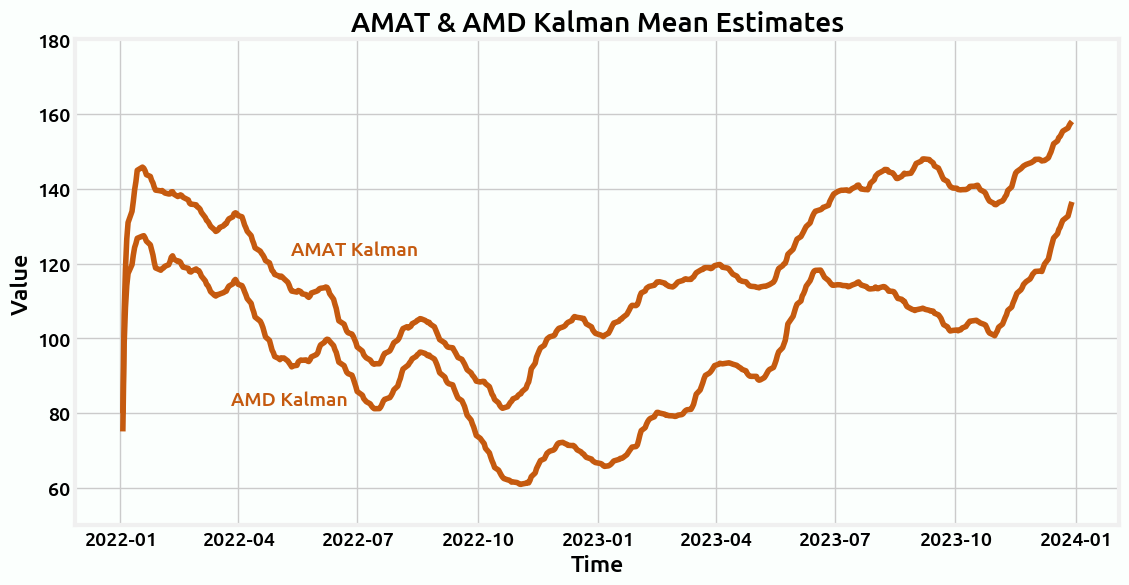 AMAT & AMD Kalman Mean Estimates
180
160
140
120
100
80
60
Value
AMAT Kalman
AMD Kalman
2022-01 2022-04 2022-07 2022-10 2023-01 2023-04 2023-07 2023-10 2024-01
Time